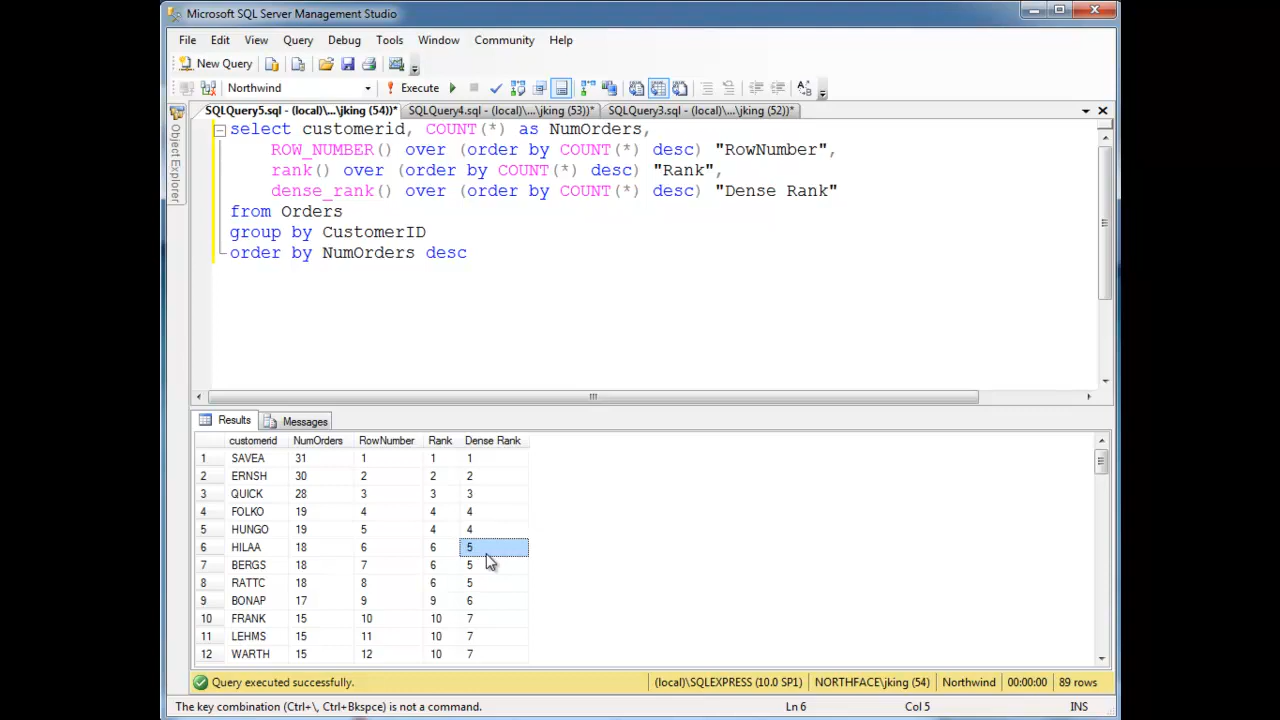 Microsoft SQL Server Management Studio
File Edit View Query Debug Tools Window Community Help
New Query
Northwind Execute
SQLQuery5.sql - (local)\...\jking (54))* SQLQuery4.sql - (local)\...\jking (53))* SQLQuery3.sql - (local)\...\jking (52))*
Object Explorer
select customerid, COUNT(*) as NumOrders,
ROW_NUMBER() over (order by COUNT(*) desc) "RowNumber",
rank() over (order by COUNT(*) desc) "Rank",
dense_rank() over (order by COUNT(*) desc) "Dense Rank"
from Orders
group by CustomerID
order by NumOrders desc
Results Messages
customerid NumOrders RowNumber Rank Dense Rank
1 SAVEA 31 1 1 1
2 ERNSH 30 2 2 2
3 QUICK 28 3 3 3
4 FOLKO 19 4 4 4
5 HUNGO 19 5 4 4
6 HILAA 18 6 6 5
7 BERGS 18 7 6 5
8 RATTC 18 8 6 5
9 BONAP 17 9 9 6
10 FRANK 15 10 10 7
11 LEHMS 15 11 10 7
12 WARTH 15 12 10 7
Query executed successfully. (local)\SQLEXPRESS (10.0 SP1) NORTHFACE\jking (54) Northwind 00:00:00 89 rows
The key combination (Ctrl+\, Ctrl+Bkspce) is not a command. Ln 6 Col 5 INS